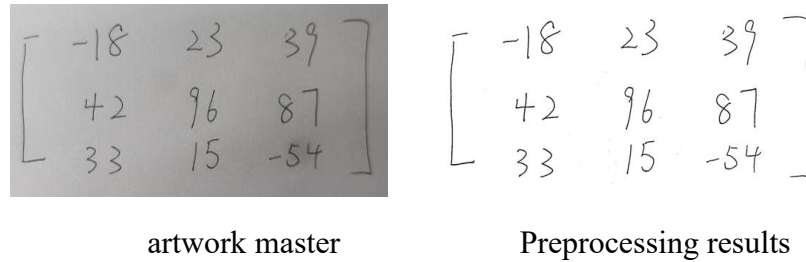 -18 23 39 -18 23 39
42 96 87 42 96 87
33 15 -54 33 15 -54
artwork master Preprocessing results